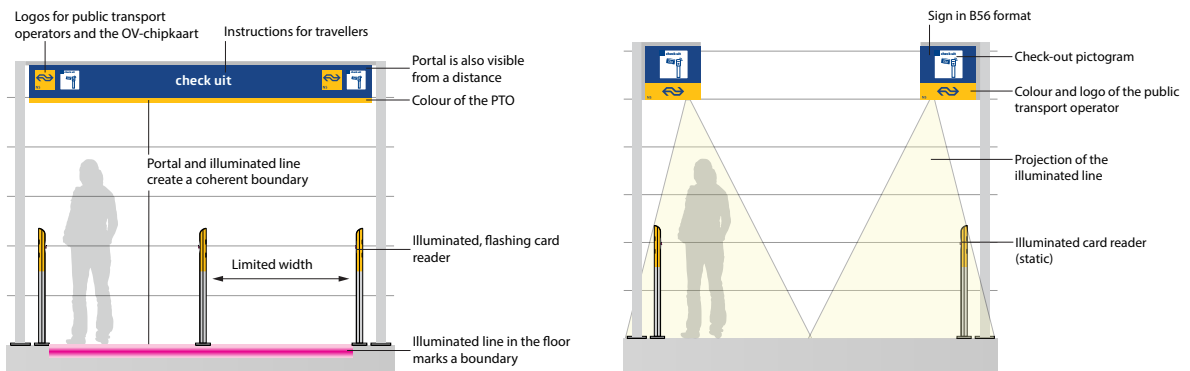 Logos for public transport
operators and the OV-chipkaart
Instructions for travellers
check uit
Portal is also visible
from a distance
Colour of the PTO
Portal and illuminated line
create a coherent boundary
Illuminated, flashing card
reader
Limited width
Illuminated line in the floor
marks a boundary
Sign in B56 format
check uit
check uit
Check-out pictogram
Colour and logo of the public
transport operator
Projection of the
illuminated line
Illuminated card reader
(static)